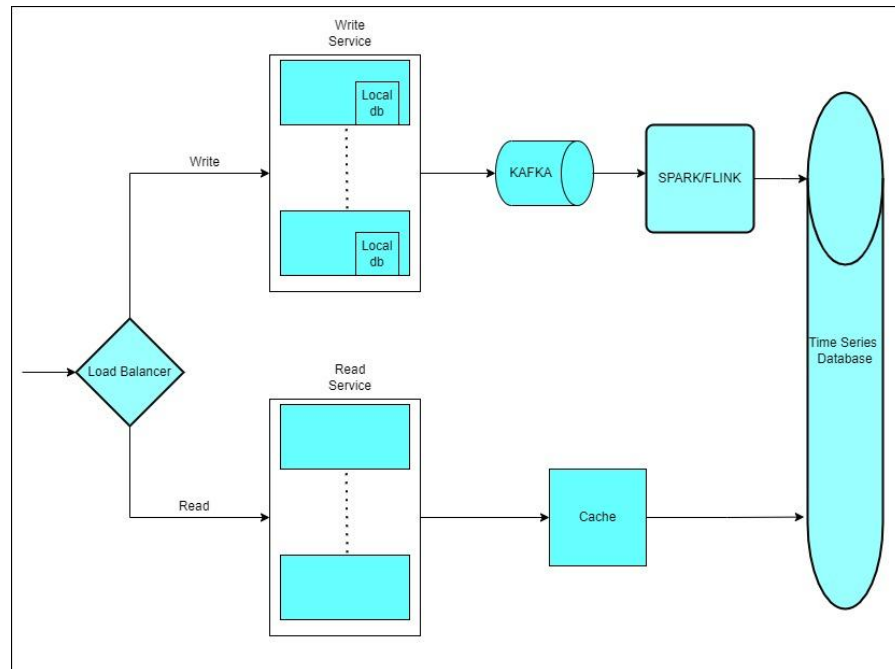 Write
Service
Local
db
Local
db
Write
KAFKA
SPARK/FLINK
Load Balancer
Time Series
Database
Read
Service
Read
Cache